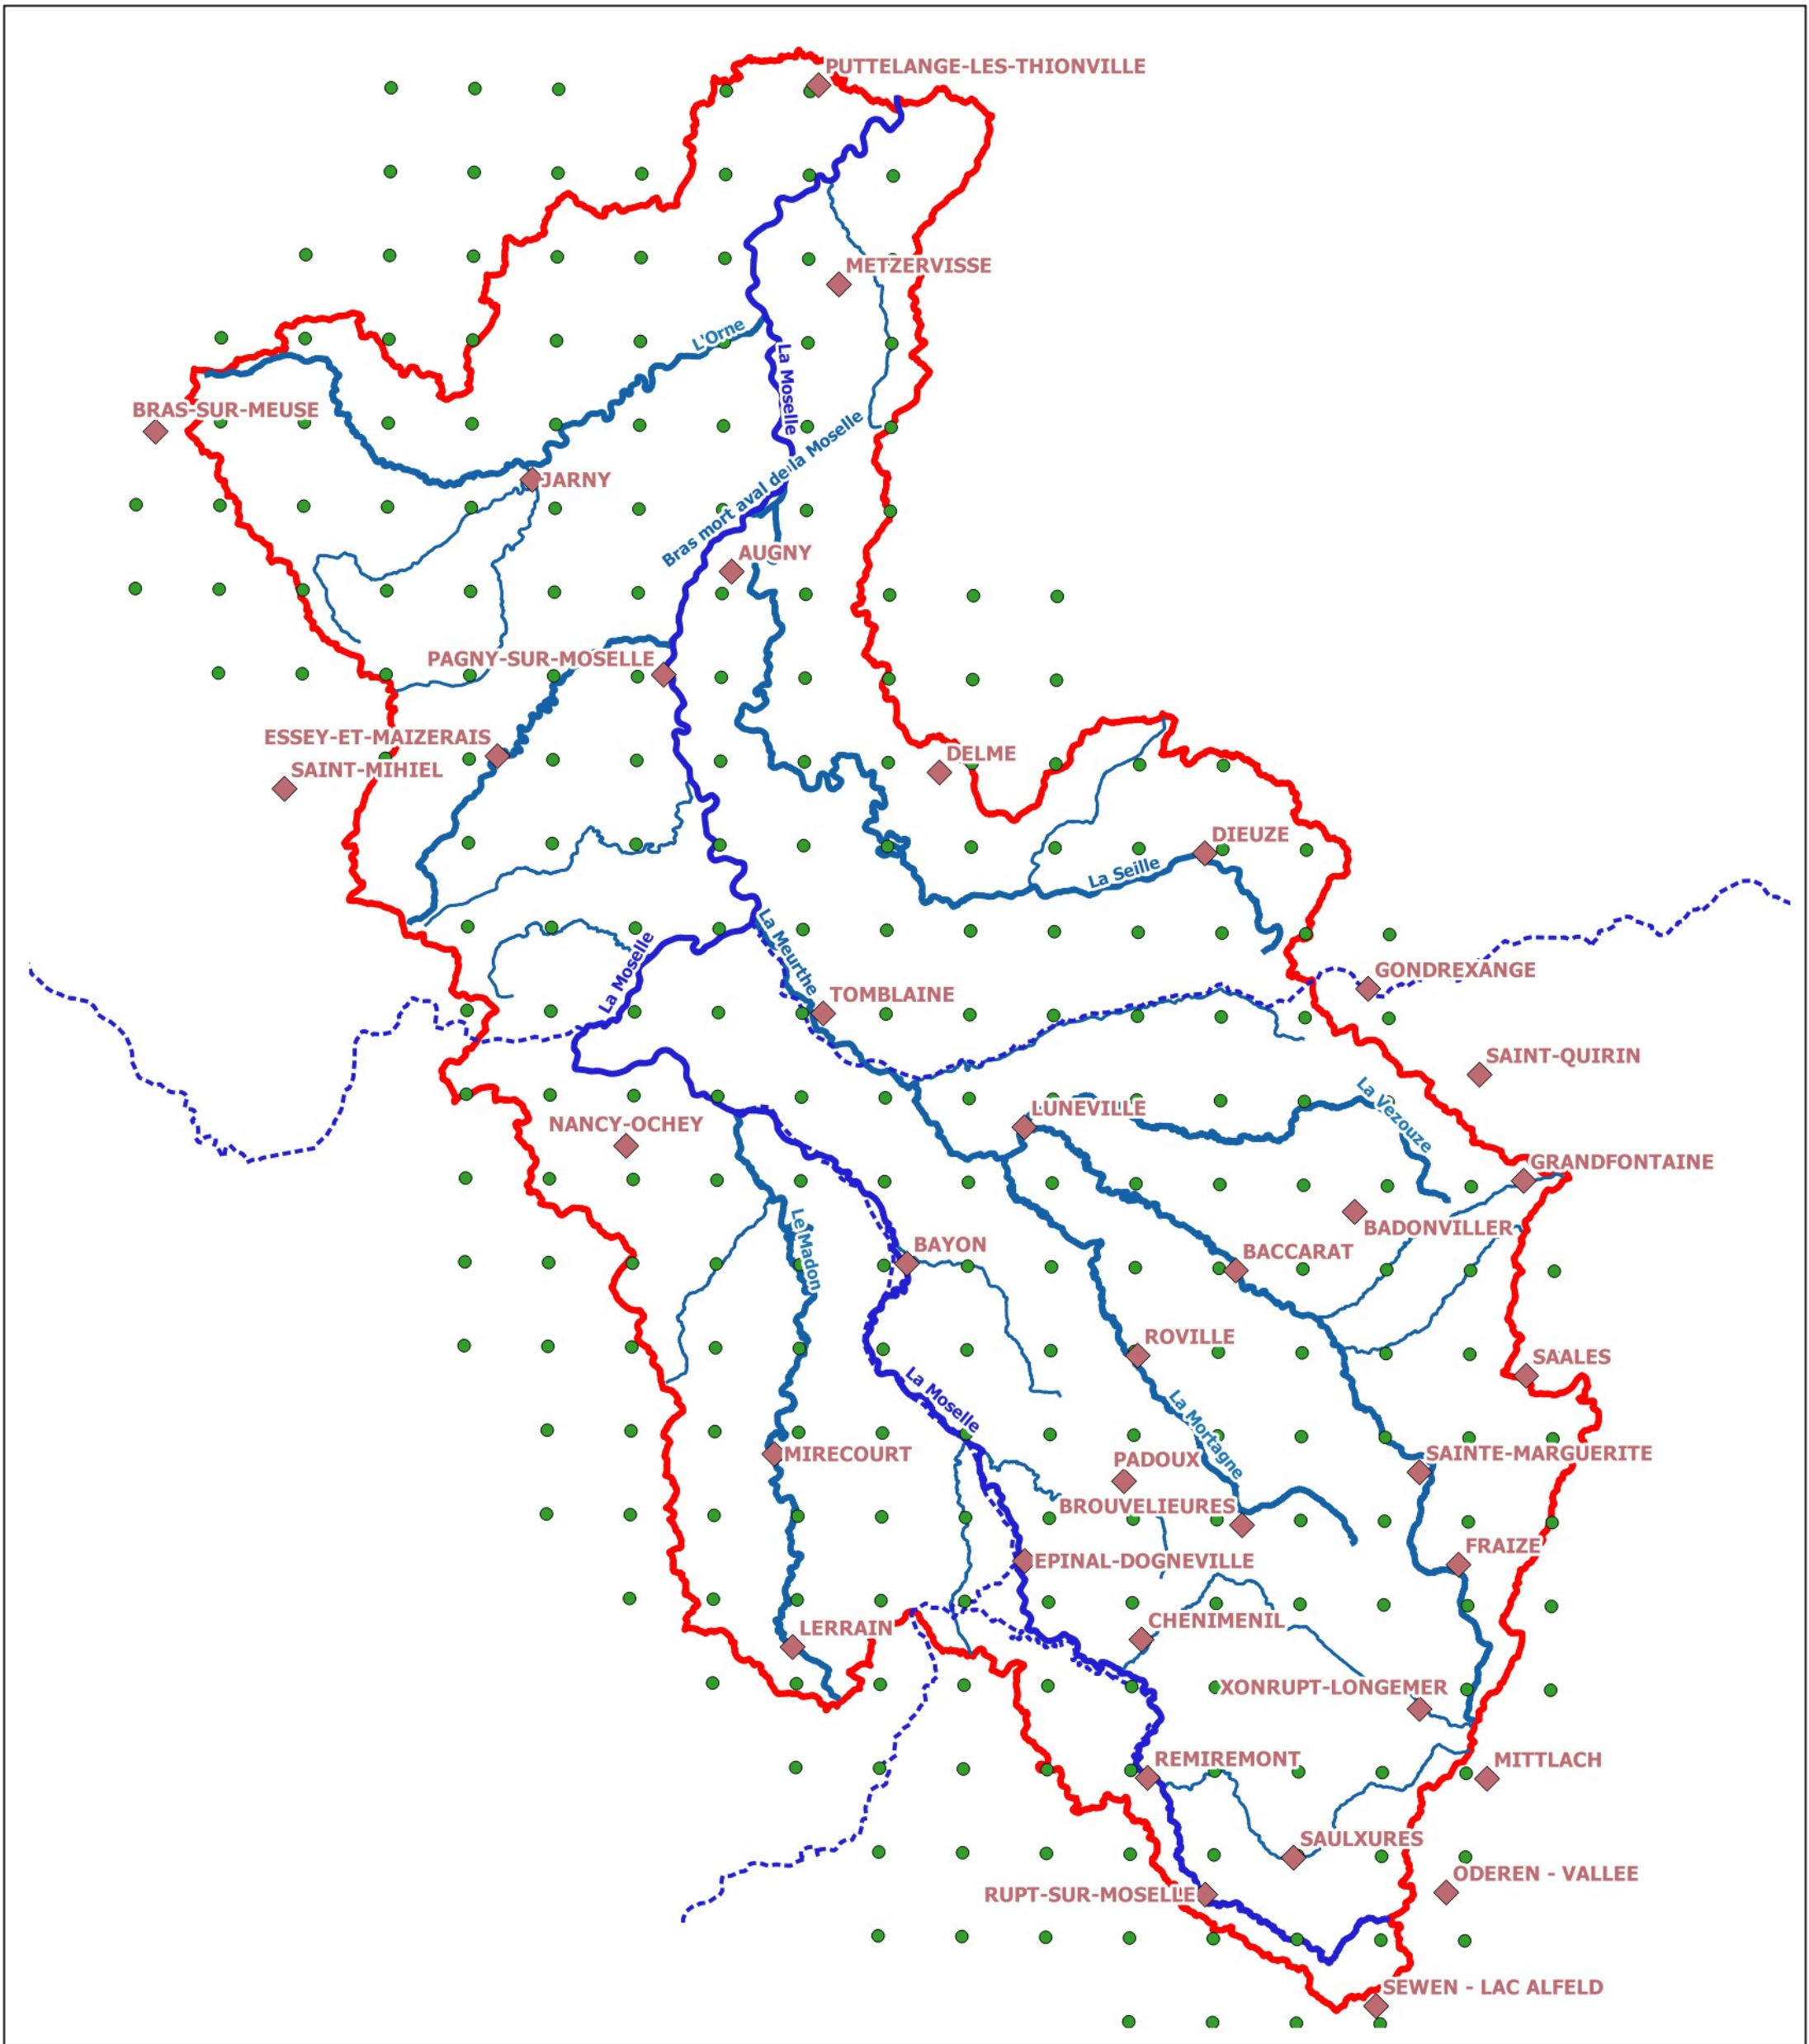 PUTTELANGE-LES-THIONVILLE
METZERVISSE
L'Orne
La Moselle
BRAS-SUR-MEUSE
JARNY
Bras mort aval de la Moselle
AUGNY
PAGNY-SUR-MOSELLE
ESSEY-ET-MAIZERAIS
SAINT-MIHIEL
DELME
DIEUZE
La Seille
La Meurthe
La Moselle
GONDREXANGE
TOMBLAINE
SAINT-QUIRIN
La Vezouze
LUNEVILLE
NANCY-OCHEY
GRANDFONTAINE
BADONVILLER
Le Madon
BAYON
BACCARAT
ROVILLE
SAALES
La Moselle
La Mortagne
MIRECOURT
PADOUX
SAINTE-MARGUERITE
BROUVELIEURES
FRAIZE
EPINAL-DOGNEVILLE
CHENIMENIL
LERRAIN
XONRUPT-LONGEMER
REMIREMONT
MITTLACH
SAULXURES
ODEREN - VALLEE
RUPT-SUR-MOSELLE
SEWEN - LAC ALFELD